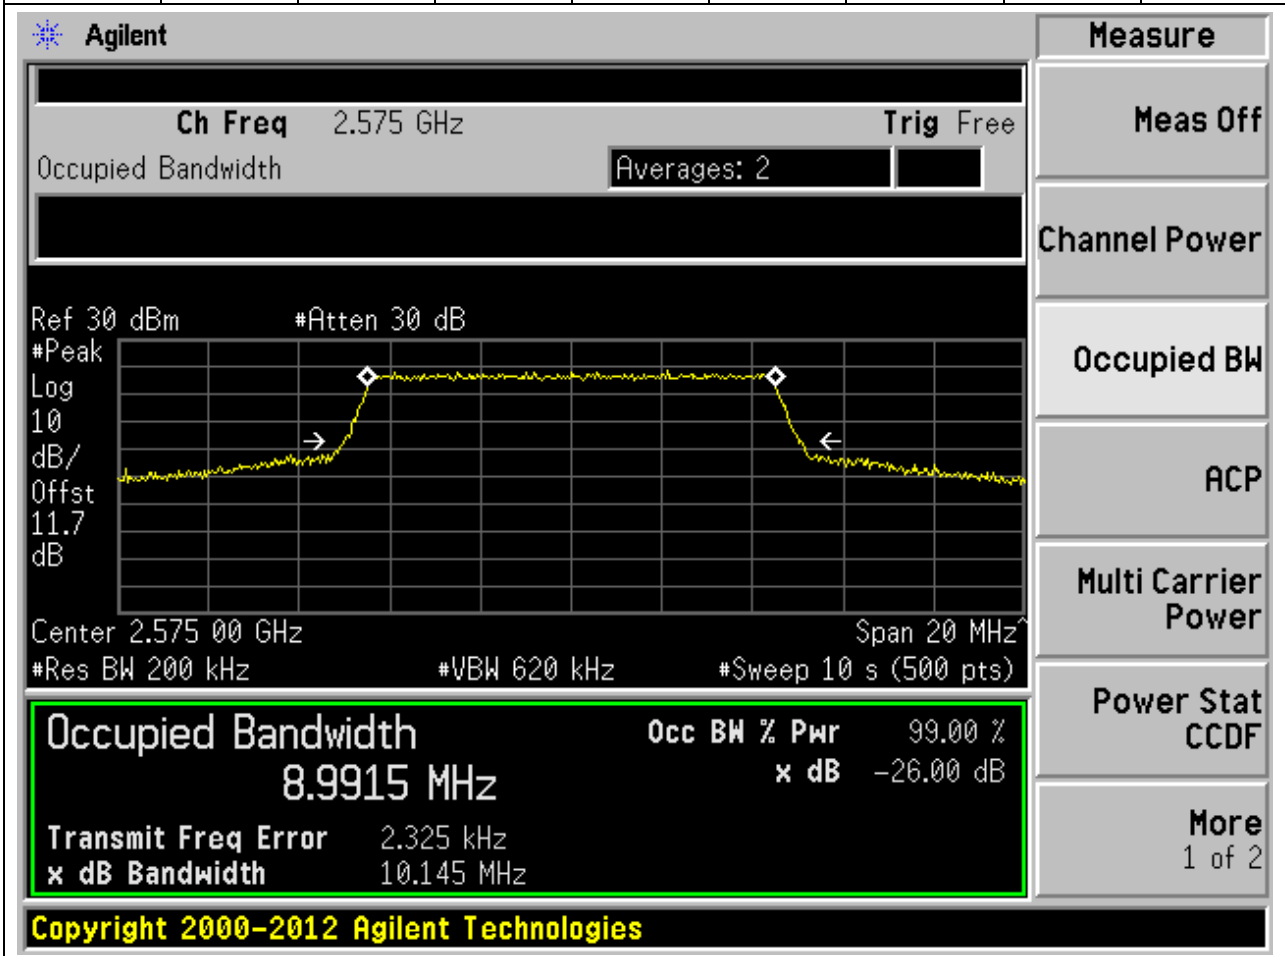 Agilent
Measure
Ch Freq 2.575 GHz Trig Free
Occupied Bandwidth Averages: 2
Meas Off
Channel Power
Occupied BW
ACP
Multi Carrier
Power
Power Stat
CCDF
More
1 of 2
Ref 30 dBm #Atten 30 dB
#Peak
Log
10
dB/
Offst
11.7
dB
Center 2.575 00 GHz Span 20 MHz^
#Res BW 200 kHz #VBW 620 kHz #Sweep 10 s (500 pts)
Occupied Bandwidth Occ BW % Pwr 99.00 %
8.9915 MHz x dB -26.00 dB
Transmit Freq Error 2.325 kHz
x dB Bandwidth 10.145 MHz
Copyright 2000-2012 Agilent Technologies